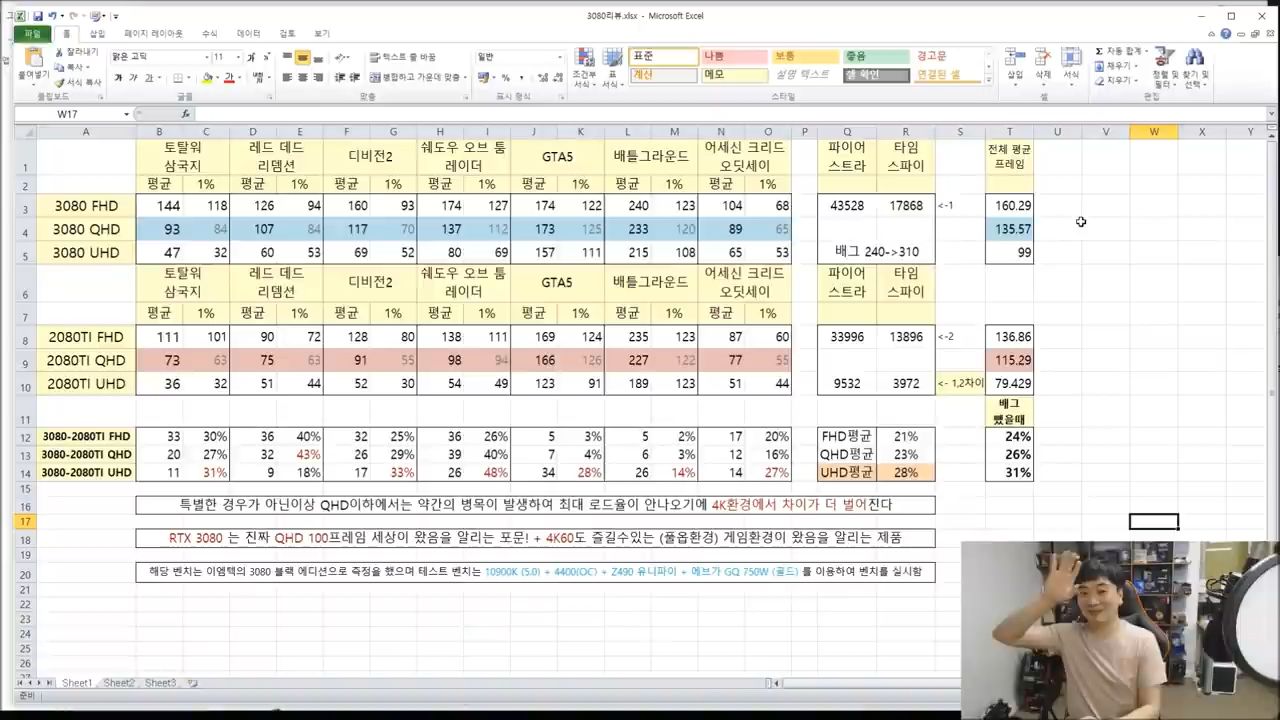 3080리뷰.xlsx - Microsoft Excel
파일 홈 삽입 페이지 레이아웃 수식 데이터 검토 보기
잘라내기
복사
서식 복사
붙여넣기
클립보드
맑은 고딕 11
가 가 가
글꼴
텍스트 줄 바꿈
병합하고 가운데 맞춤
맞춤
일반
표시 형식
조건부 서식 표 서식
표준 나쁨 보통 좋음 경고문
계산 메모 설명 텍스트 셀 확인 연결된 셀
스타일
삽입 삭제 서식
셀
자동 합계
채우기
지우기
정렬 및 필터 찾기 및 선택
편집
W17 fx
A B C D E F G H I J K L M N O P Q R S T U V W X Y
1 토탈워 삼국지 레드 데드 리뎀션 디비전2 쉐도우 오브 툼 레이더 GTA5 배틀그라운드 어세신 크리드 오딧세이 파이어 스트라 타임 스파이 전체 평균 프레임
2 평균 1% 평균 1% 평균 1% 평균 1% 평균 1% 평균 1% 평균 1%
3 3080 FHD 144 118 126 94 160 93 174 127 174 122 240 123 104 68 43528 17868 <-1 160.29
4 3080 QHD 93 84 107 84 117 70 137 112 173 125 233 120 89 65 135.57
5 3080 UHD 47 32 60 53 69 52 80 69 157 111 215 108 65 53 배그 240->310 99
6 토탈워 삼국지 레드 데드 리뎀션 디비전2 쉐도우 오브 툼 레이더 GTA5 배틀그라운드 어세신 크리드 오딧세이 파이어 스트라 타임 스파이
7 평균 1% 평균 1% 평균 1% 평균 1% 평균 1% 평균 1% 평균 1%
8 2080TI FHD 111 101 90 72 128 80 138 111 169 124 235 123 87 60 33996 13896 <-2 136.86
9 2080TI QHD 73 63 75 63 91 55 98 94 166 126 227 122 77 55 115.29
10 2080TI UHD 36 32 51 44 52 30 54 49 123 91 189 123 51 44 9532 3972 <- 1,2차이 79.429
11 배그 뺐을때
12 3080-2080TI FHD 33 30% 36 40% 32 25% 36 26% 5 3% 5 2% 17 20% FHD평균 21% 24%
13 3080-2080TI QHD 20 27% 32 43% 26 29% 39 40% 7 4% 6 3% 12 16% QHD평균 23% 26%
14 3080-2080TI UHD 11 31% 9 18% 17 33% 26 48% 34 28% 26 14% 14 27% UHD평균 28% 31%
15
16 특별한 경우가 아닌이상 QHD이하에서는 약간의 병목이 발생하여 최대 로드율이 안나오기에 4K환경에서 차이가 더 벌어진다
17
18 RTX 3080 는 진짜 QHD 100프레임 세상이 왔음을 알리는 포문! + 4K60도 즐길수있는 (풀옵환경) 게임환경이 왔음을 알리는 제품
19
20 해당 벤치는 이엠텍의 3080 블랙 에디션으로 측정을 했으며 테스트 벤치는 10900K (5.0) + 4400(OC) + Z490 유니파이 + 에브가 GQ 750W (골드) 를 이용하여 벤치를 실시함
21
22
23
24
25
26
Sheet1 Sheet2 Sheet3
준비